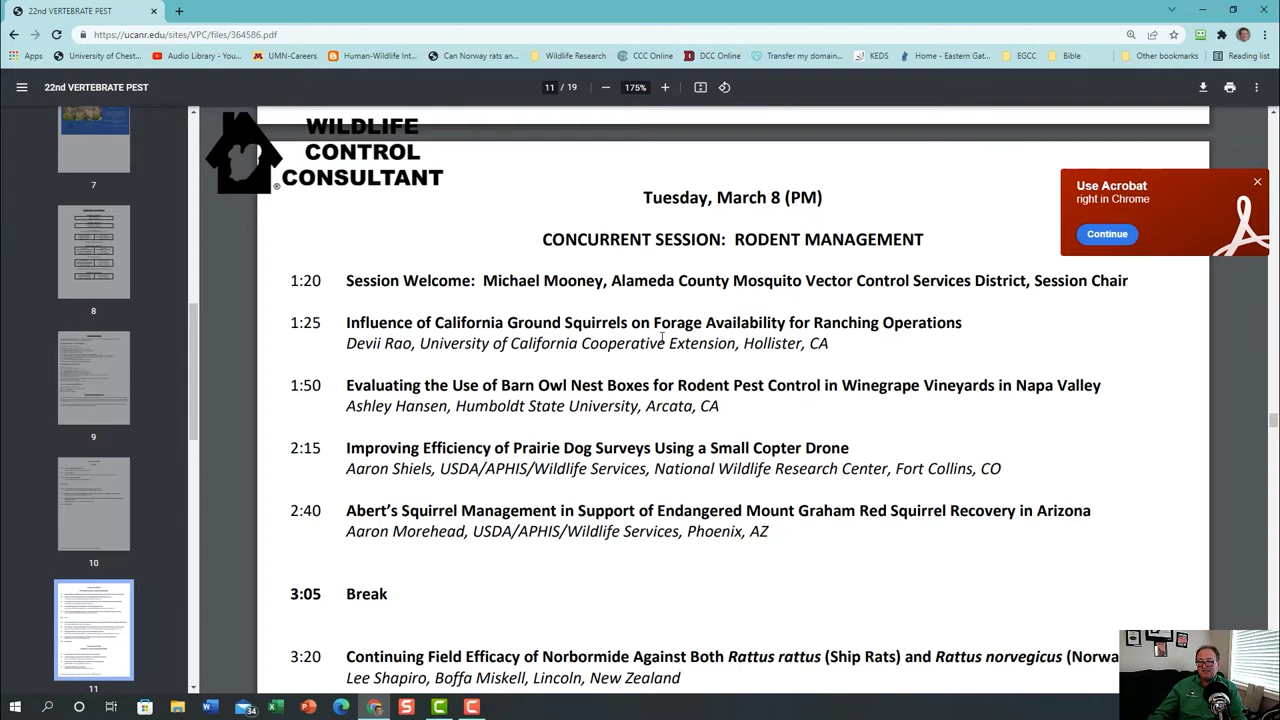 22nd VERTEBRATE PEST
https://ucanr.edu/sites/VPC/files/364586.pdf
Apps
University of Chest...
Audio Library - You...
UMN-Careers
Human-Wildlife Int...
Can Norway rats an...
Wildlife Research
CCC Online
DCC Online
Transfer my domain...
KEDS
Home - Eastern Gat...
EGCC
Bible
Other bookmarks
Reading list
22nd VERTEBRATE PEST
11 / 19
175%
7
8
9
10
11
WILDLIFE
CONTROL
CONSULTANT
®
Use Acrobat
right in Chrome
Continue
Tuesday, March 8 (PM)
CONCURRENT SESSION: RODENT MANAGEMENT
1:20 Session Welcome: Michael Mooney, Alameda County Mosquito Vector Control Services District, Session Chair
1:25 Influence of California Ground Squirrels on Forage Availability for Ranching Operations
Devii Rao, University of California Cooperative Extension, Hollister, CA
1:50 Evaluating the Use of Barn Owl Nest Boxes for Rodent Pest Control in Winegrape Vineyards in Napa Valley
Ashley Hansen, Humboldt State University, Arcata, CA
2:15 Improving Efficiency of Prairie Dog Surveys Using a Small Copter Drone
Aaron Shiels, USDA/APHIS/Wildlife Services, National Wildlife Research Center, Fort Collins, CO
2:40 Abert's Squirrel Management in Support of Endangered Mount Graham Red Squirrel Recovery in Arizona
Aaron Morehead, USDA/APHIS/Wildlife Services, Phoenix, AZ
3:05 Break
3:20 Continuing Field Efficacy of Norbormide Against Both Rattus rattus (Ship Rats) and Rattus norvegicus (Norwa
Lee Shapiro, Boffa Miskell, Lincoln, New Zealand
34